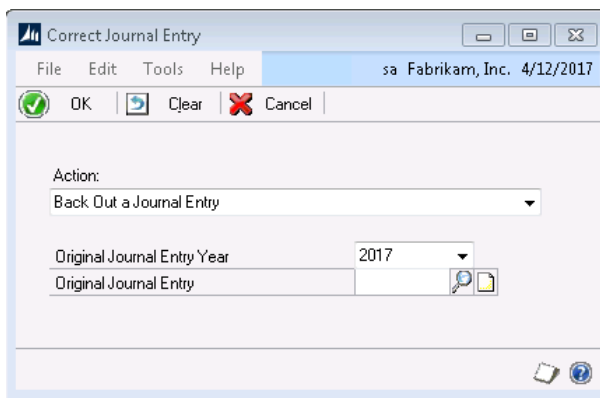 Correct Journal Entry
File Edit Tools Help sa Fabrikam, Inc. 4/12/2017
OK Clear Cancel
Action:
Back Out a Journal Entry
Original Journal Entry Year 2017
Original Journal Entry